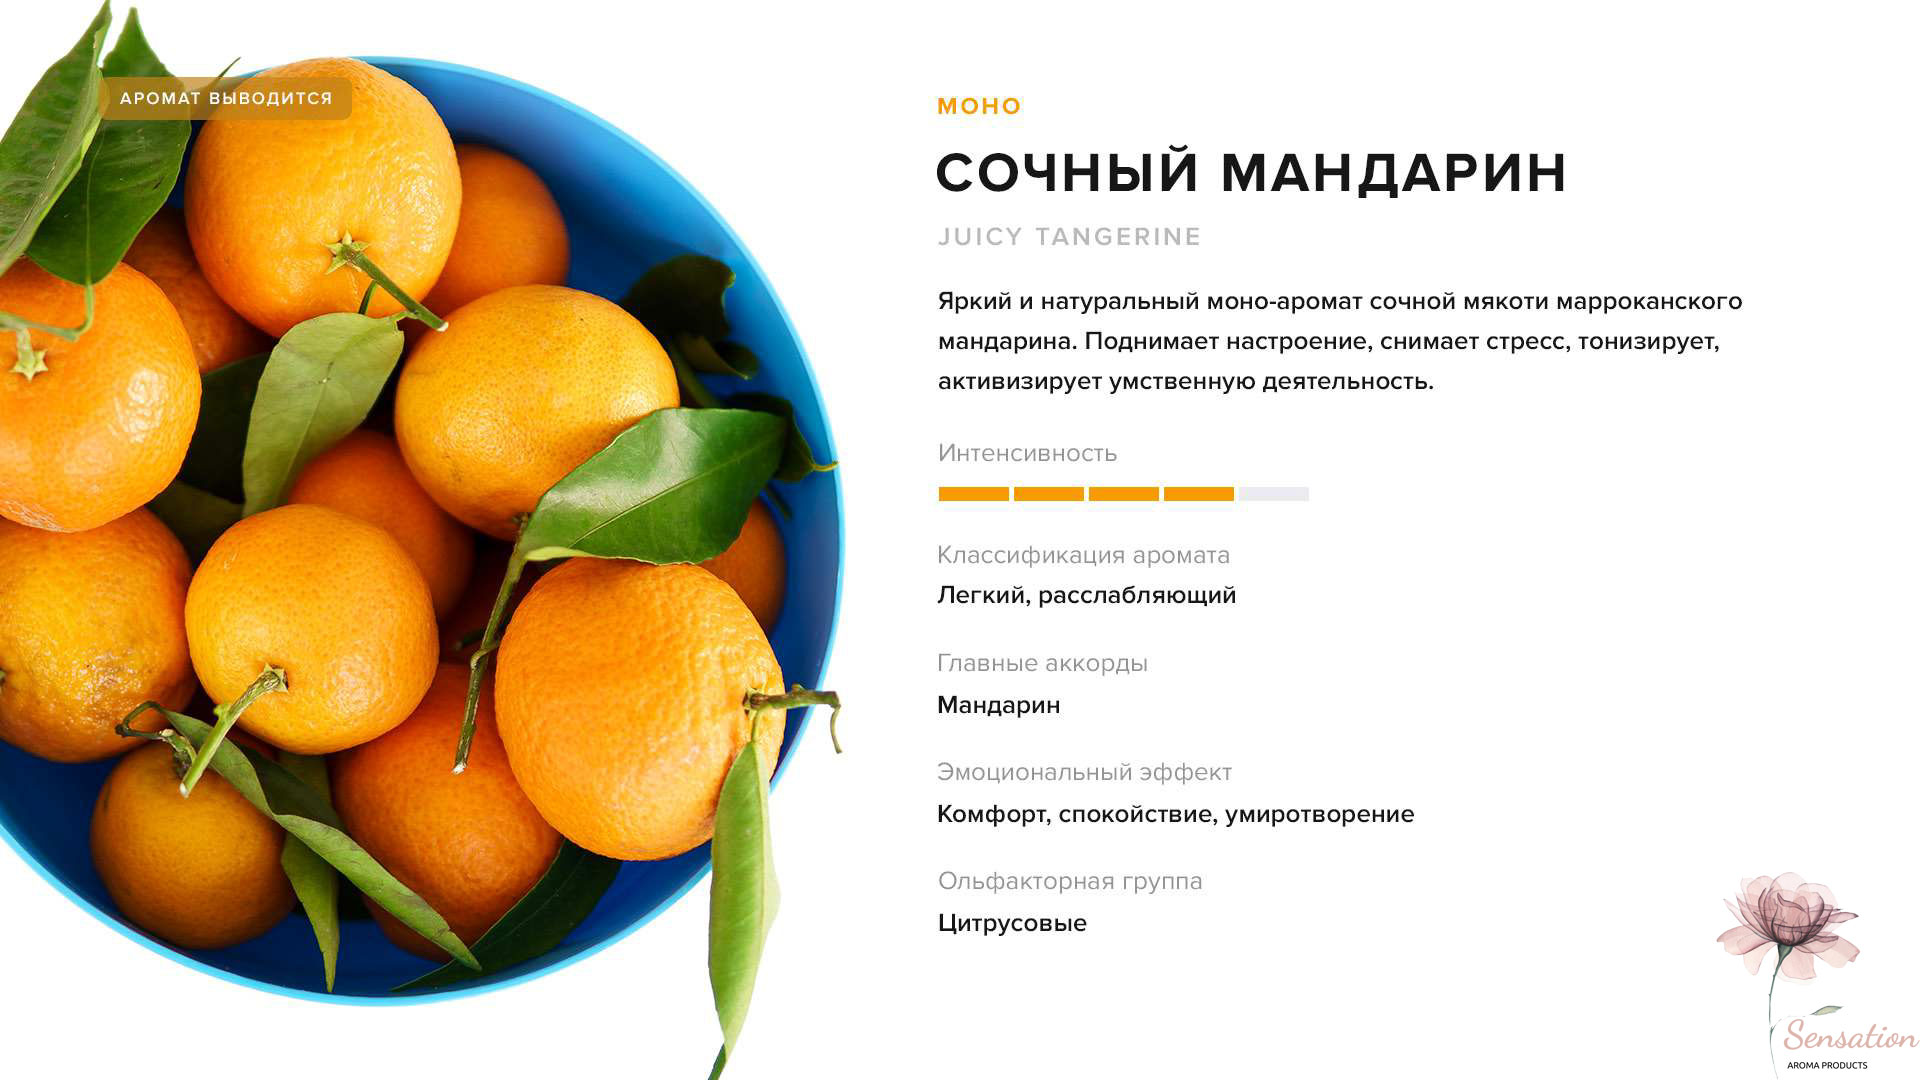 АРОМАТ ВЫВОДИТСЯ
МОНО
СОЧНЫЙ МАНДАРИН
JUICY TANGERINE
Яркий и натуральный моно-аромат сочной мякоти марроканского
мандарина. Поднимает настроение, снимает стресс, тонизирует,
активизирует умственную деятельность.
Интенсивность
Классификация аромата
Легкий, расслабляющий
Главные аккорды
Мандарин
Эмоциональный эффект
Комфорт, спокойствие, умиротворение
Ольфакторная группа
Цитрусовые
Sensation
AROMA PRODUCTS